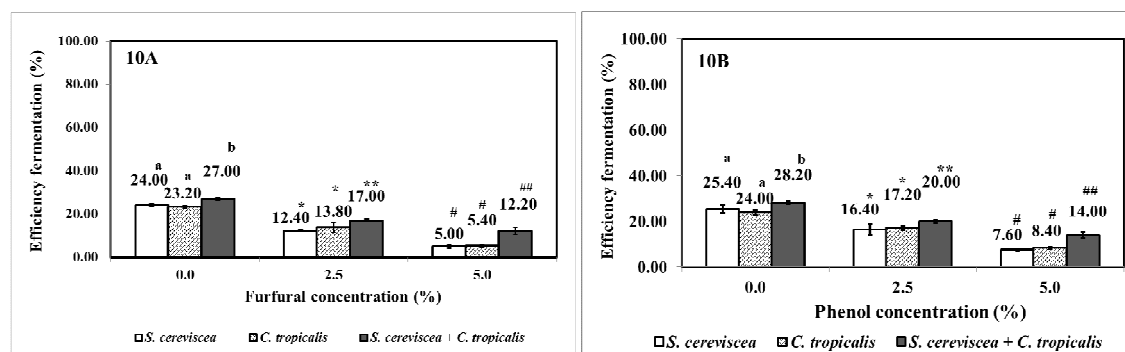 100.00
10A
80.00
60.00
40.00
20.00
0.00
Efficiency fermentation (%)
a a b
24.00 23.20 27.00
* * **
12.40 13.80 17.00
# # ##
5.00 5.40 12.20
0.0 2.5 5.0
Furfural concentration (%)
S. cereviscea C. tropicalis S. cereviscea + C. tropicalis
100.00
10B
80.00
60.00
40.00
20.00
0.00
Efficiency fermentation (%)
a a b
25.40 24.00 28.20
* * **
16.40 17.20 20.00
# # ##
7.60 8.40 14.00
0.0 2.5 5.0
Phenol concentration (%)
S. cereviscea C. tropicalis S. cereviscea + C. tropicalis